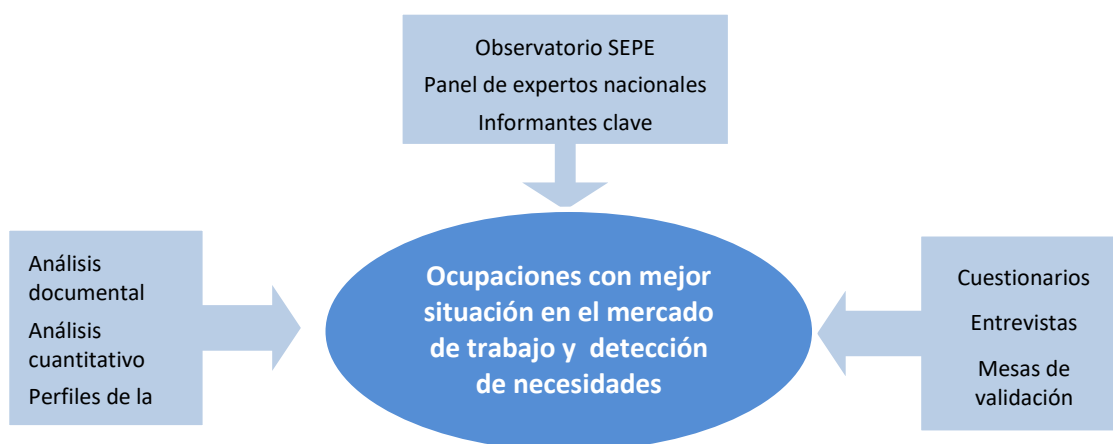 Observatorio SEPE
Panel de expertos nacionales
Informantes clave
Análisis
documental
Análisis
cuantitativo
Perfiles de la
Ocupaciones con mejor
situación en el mercado
de trabajo y  detección
de necesidades
Cuestionarios
Entrevistas
Mesas de
validación